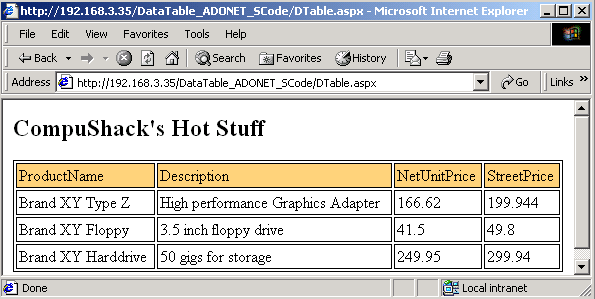 http://192.168.3.35/DataTable_ADONET_SCode/DTable.aspx - Microsoft Internet Explorer
File Edit View Favorites Tools Help
Back Search Favorites History
Address http://192.168.3.35/DataTable_ADONET_SCode/DTable.aspx Go Links »
CompuShack's Hot Stuff
ProductName Description NetUnitPrice StreetPrice
Brand XY Type Z High performance Graphics Adapter 166.62 199.944
Brand XY Floppy 3.5 inch floppy drive 41.5 49.8
Brand XY Harddrive 50 gigs for storage 249.95 299.94
Done Local intranet